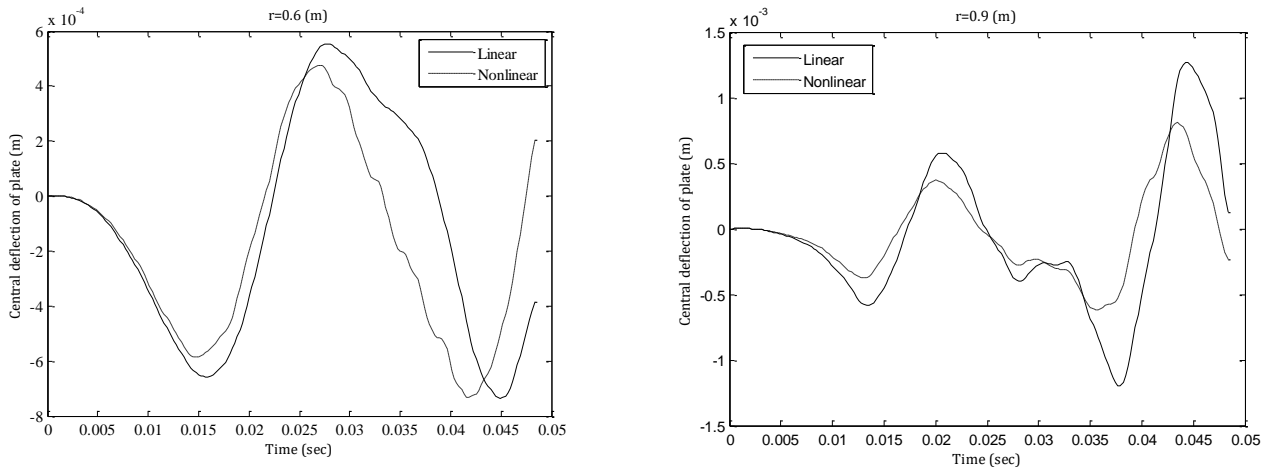 r=0.6 (m)
x 10⁻⁴
6
4
2
0
-2
-4
-6
-8
Central deflection of plate (m)
Linear
Nonlinear
0 0.005 0.01 0.015 0.02 0.025 0.03 0.035 0.04 0.045 0.05
Time (sec)
r=0.9 (m)
x 10⁻³
1.5
1
0.5
0
-0.5
-1
-1.5
Central deflection of plate (m)
Linear
Nonlinear
0 0.005 0.01 0.015 0.02 0.025 0.03 0.035 0.04 0.045 0.05
Time (sec)